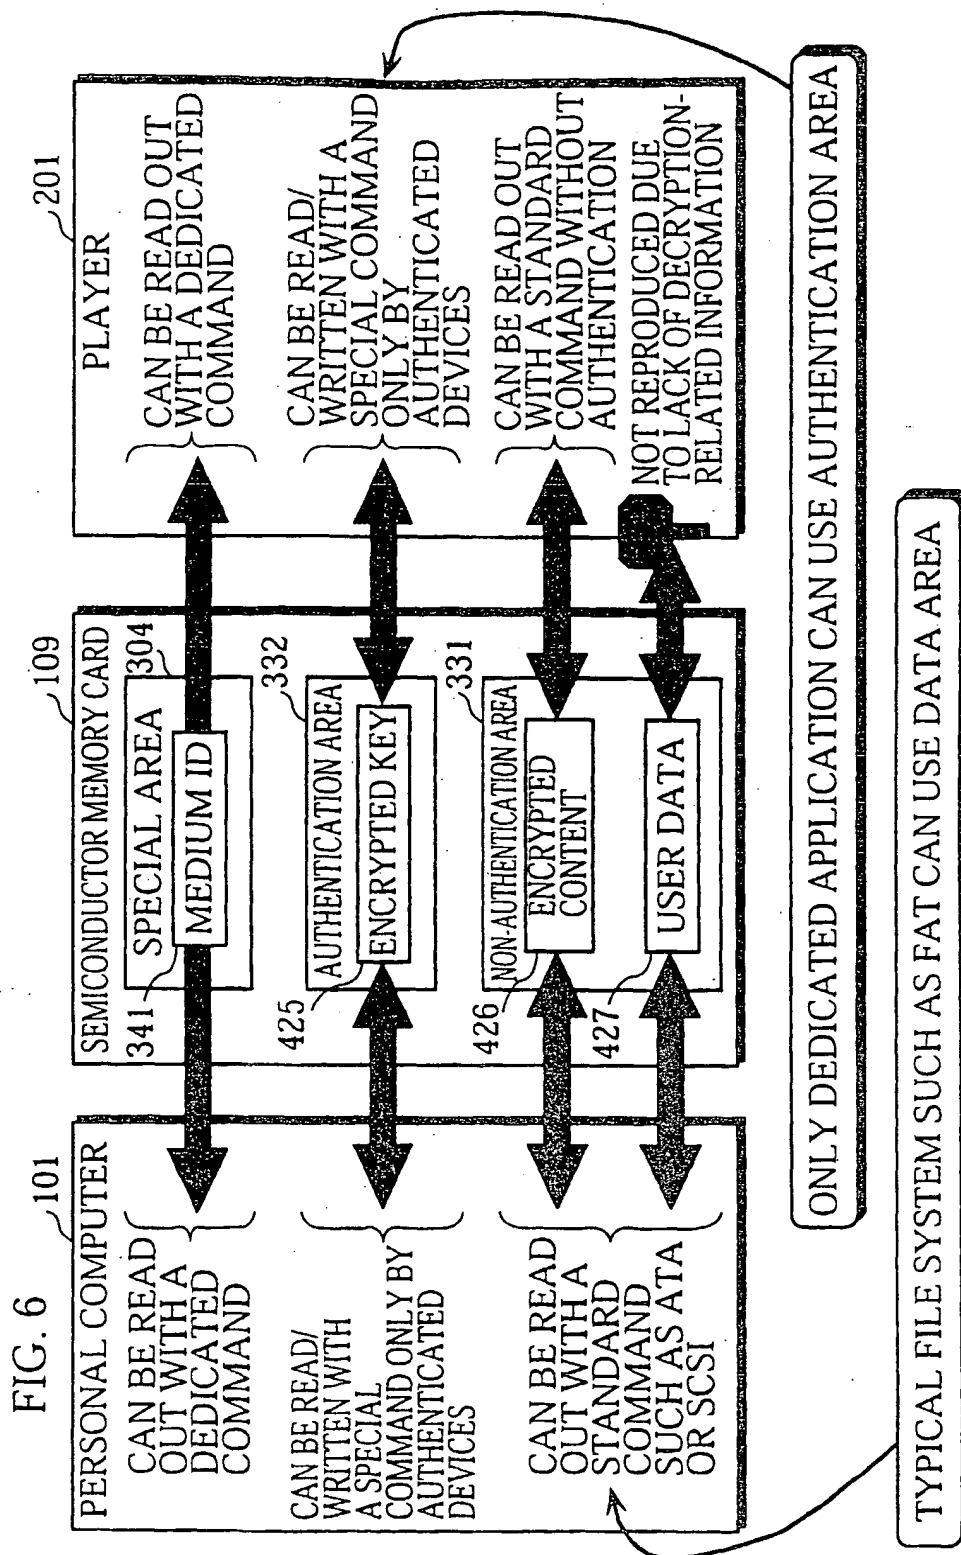 FIG. 6
PERSONAL COMPUTER
101
CAN BE READ
OUT WITH A
DEDICATED
COMMAND
CAN BE READ/
WRITTEN WITH
A SPECIAL
COMMAND ONLY BY
AUTHENTICATED
DEVICES
CAN BE READ
OUT WITH A
STANDARD
COMMAND
SUCH AS ATA
OR SCSI
SEMICONDUCTOR MEMORY CARD
109
SPECIAL AREA
304
341
MEDIUM ID
332
AUTHENTICATION AREA
425
ENCRYPTED KEY
331
NON-AUTHENTICATION AREA
426
ENCRYPTED
CONTENT
427
USER DATA
PLAYER
201
CAN BE READ OUT
WITH A DEDICATED
COMMAND
CAN BE READ/
WRITTEN WITH A
SPECIAL COMMAND
ONLY BY
AUTHENTICATED
DEVICES
CAN BE READ OUT
WITH A STANDARD
COMMAND WITHOUT
AUTHENTICATION
NOT REPRODUCED DUE
TO LACK OF DECRYPTION-
RELATED INFORMATION
ONLY DEDICATED APPLICATION CAN USE AUTHENTICATION AREA
TYPICAL FILE SYSTEM SUCH AS FAT CAN USE DATA AREA